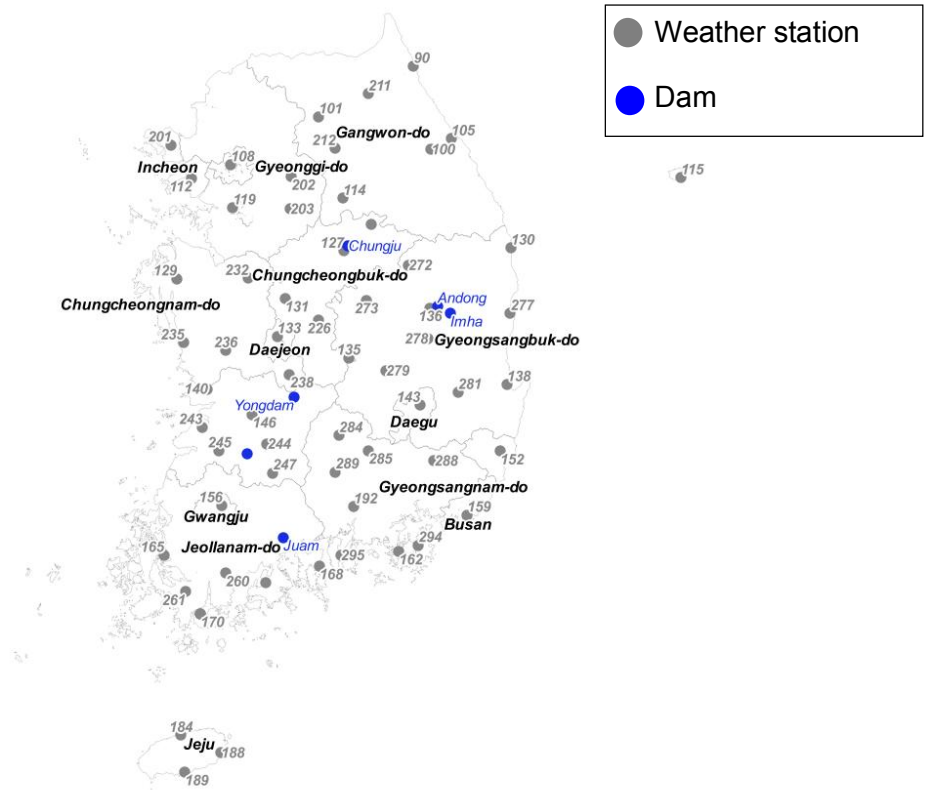 Weather station
Dam
90
211
101
105
212
Gangwon-do
100
201
108
Incheon
Gyeonggi-do
115
112
202
119
203
114
127
Chungju
130
272
129
232
Chungcheongbuk-do
Chungcheongnam-do
131
273
Andong
136
Imha
277
226
133
235
236
Daejeon
135
278
Gyeongsangbuk-do
279
238
138
281
140
Yongdam
143
146
Daegu
243
284
245
244
285
288
152
247
289
Gyeongsangnam-do
156
192
159
Gwangju
Busan
165
Jeollanam-do
Juam
294
295
162
168
260
261
170
184
Jeju
188
189